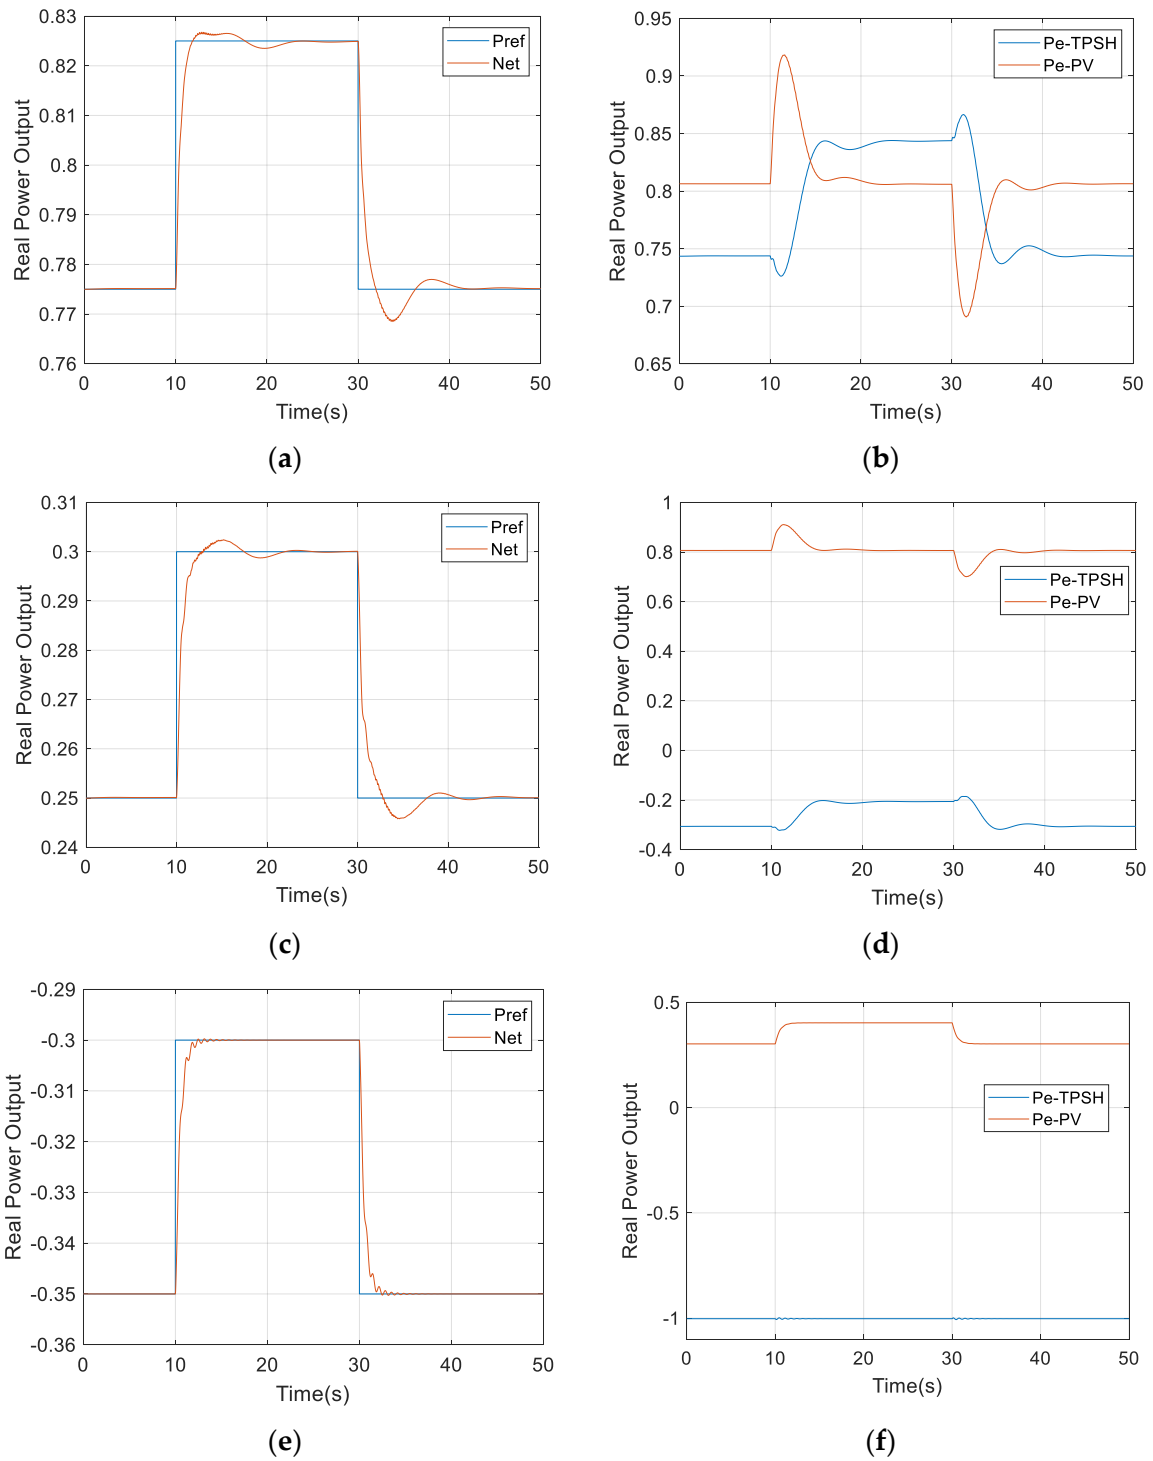 0.83
0.82
0.81
0.8
0.79
0.78
0.77
0.76
Real Power Output
Pref
Net
0 10 20 30 40 50
Time(s)
(a)
0.95
0.9
0.85
0.8
0.75
0.7
0.65
Real Power Output
Pe-TPSH
Pe-PV
0 10 20 30 40 50
Time(s)
(b)
0.31
0.3
0.29
0.28
0.27
0.26
0.25
0.24
Real Power Output
Pref
Net
0 10 20 30 40 50
Time(s)
(c)
1
0.8
0.6
0.4
0.2
0
-0.2
-0.4
Real Power Output
Pe-TPSH
Pe-PV
0 10 20 30 40 50
Time(s)
(d)
-0.29
-0.3
-0.31
-0.32
-0.33
-0.34
-0.35
-0.36
Real Power Output
Pref
Net
0 10 20 30 40 50
Time(s)
(e)
0.5
0
-0.5
-1
Real Power Output
Pe-TPSH
Pe-PV
0 10 20 30 40 50
Time(s)
(f)